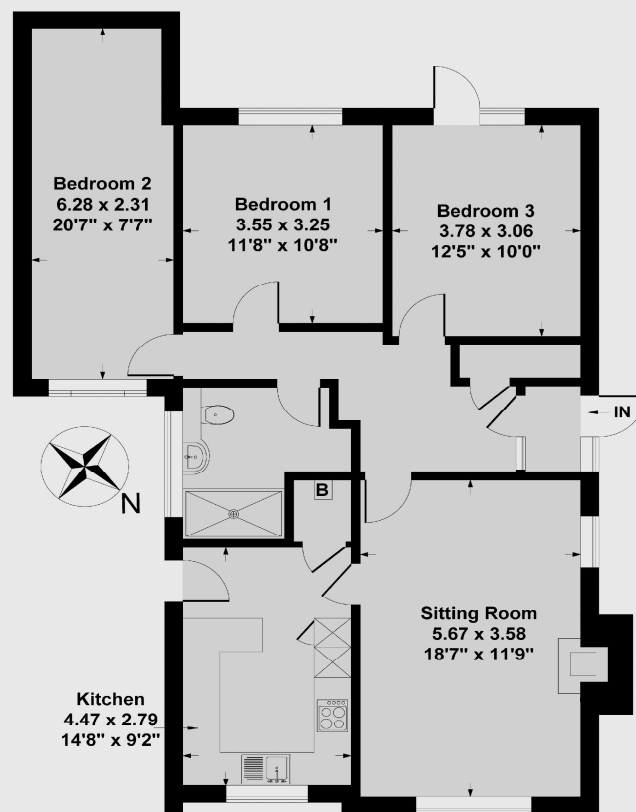 Bedroom 2
6.28 x 2.31
20'7" x 7'7"
Bedroom 1
3.55 x 3.25
11'8" x 10'8"
Bedroom 3
3.78 x 3.06
12'5" x 10'0"
IN
N
B
Sitting Room
5.67 x 3.58
18'7" x 11'9"
Kitchen
4.47 x 2.79
14'8" x 9'2"